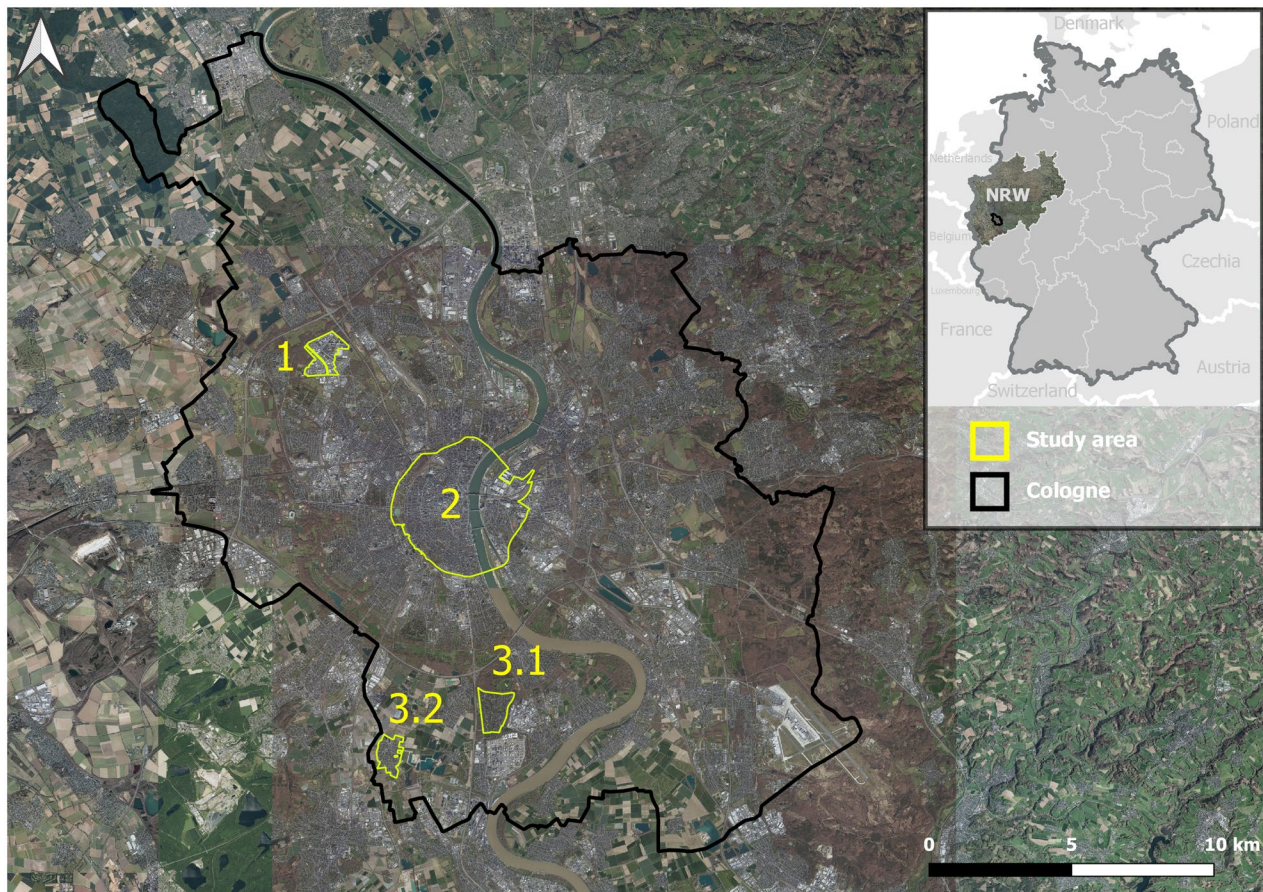 Denmark
Poland
Netherlands
NRW
Belgium
Czechia
Luxembourg
France
Austria
Switzerland
Study area
Cologne
1
2
3.1
3.2
0 5 10 km